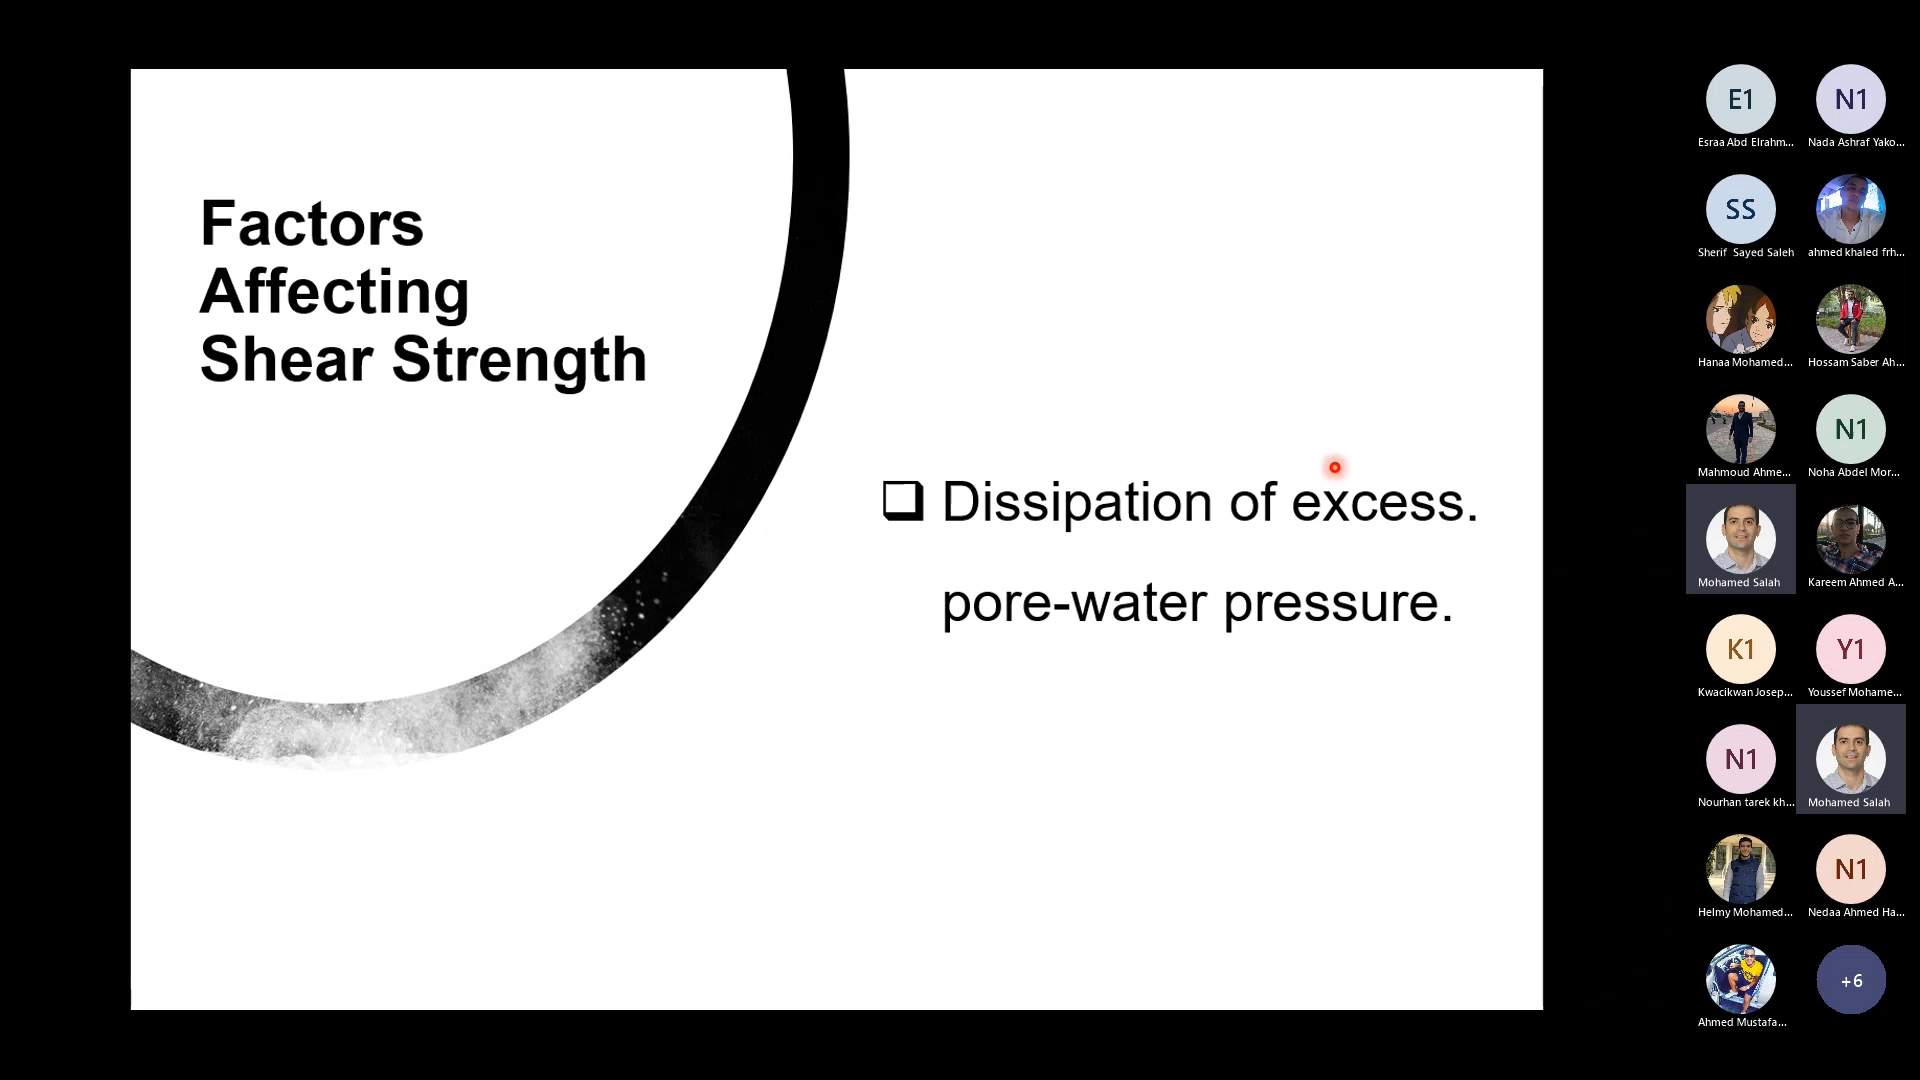 Factors
Affecting
Shear Strength
❑ Dissipation of excess.
pore-water pressure.
E1
Esraa Abd Elrahm...
N1
Nada Ashraf Yako...
SS
Sherif Sayed Saleh
ahmed khaled frh...
Hanaa Mohamed...
Hossam Saber Ah...
Mahmoud Ahme...
N1
Noha Abdel Mor...
Mohamed Salah
Kareem Ahmed A...
K1
Kwacikwan Josep...
Y1
Youssef Mohame...
N1
Nourhan tarek kh...
Mohamed Salah
Helmy Mohamed...
N1
Nedaa Ahmed Ha...
Ahmed Mustafa...
+6